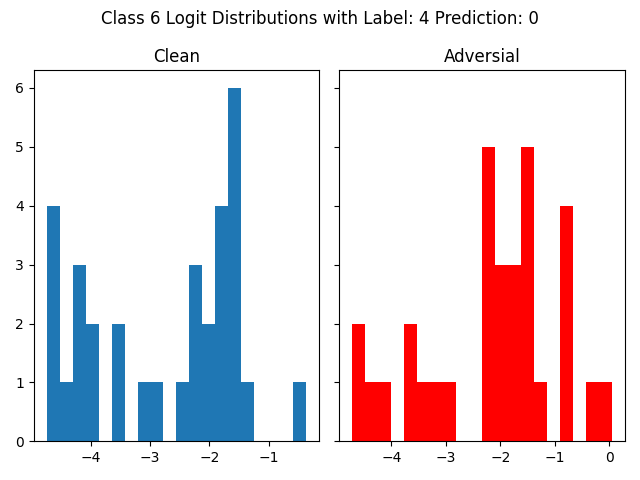 Class 6 Logit Distributions with Label: 4 Prediction: 0
Clean
Adversial
6
5
4
3
2
1
0
−4 −3 −2 −1
−4 −3 −2 −1 0